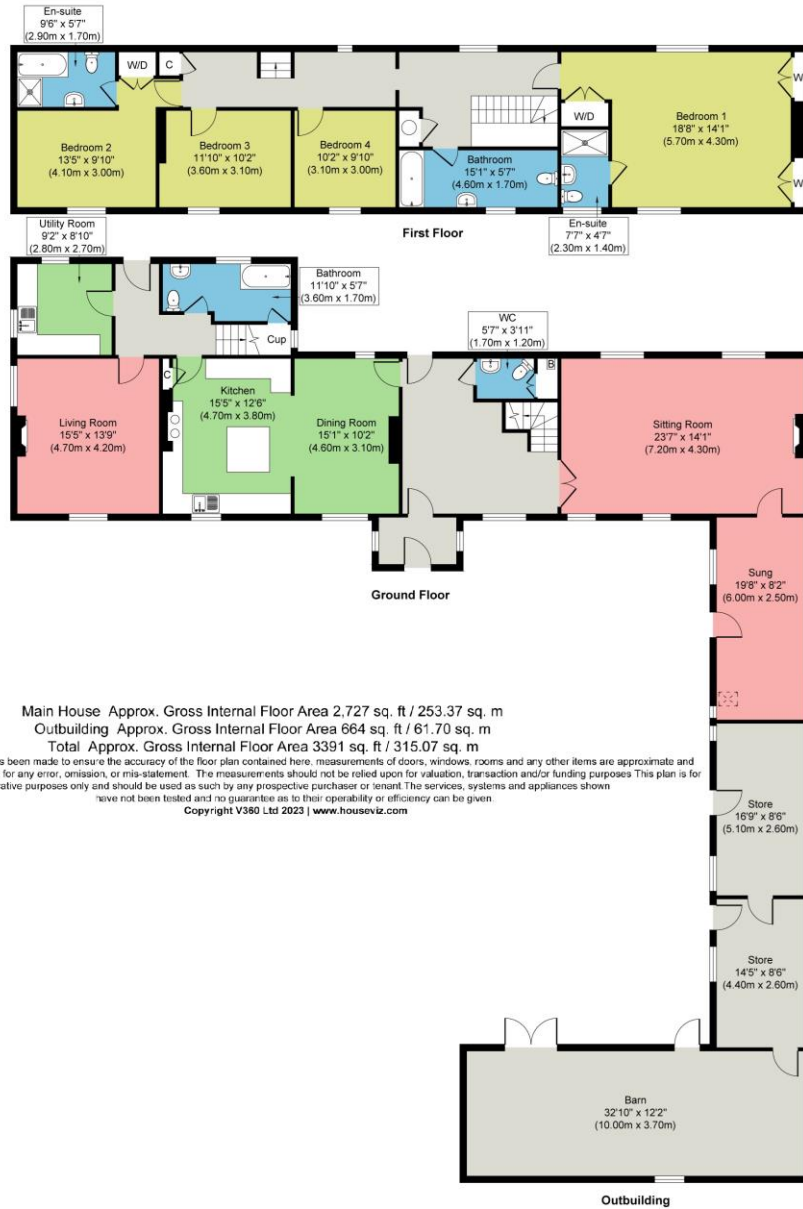 En-suite
9'6" x 5'7"
(2.90m x 1.70m)
W/D
C
Bedroom 2
13'5" x 9'10"
(4.10m x 3.00m)
Bedroom 3
11'10" x 10'2"
(3.60m x 3.10m)
Bedroom 4
10'2" x 9'10"
(3.10m x 3.00m)
Bathroom
15'1" x 5'7"
(4.60m x 1.70m)
W/D
Bedroom 1
18'8" x 14'1"
(5.70m x 4.30m)
W
W
En-suite
7'7" x 4'7"
(2.30m x 1.40m)
First Floor
Utility Room
9'2" x 8'10"
(2.80m x 2.70m)
Bathroom
11'10" x 5'7"
(3.60m x 1.70m)
Cup
WC
5'7" x 3'11"
(1.70m x 1.20m)
B
C
Living Room
15'5" x 13'9"
(4.70m x 4.20m)
Kitchen
15'5" x 12'6"
(4.70m x 3.80m)
Dining Room
15'1" x 10'2"
(4.60m x 3.10m)
Sitting Room
23'7" x 14'1"
(7.20m x 4.30m)
Ground Floor
Sung
19'8" x 8'2"
(6.00m x 2.50m)
Main House Approx. Gross Internal Floor Area 2,727 sq. ft / 253.37 sq. m
Outbuilding Approx. Gross Internal Floor Area 664 sq. ft / 61.70 sq. m
Total Approx. Gross Internal Floor Area 3391 sq. ft / 315.07 sq. m
s been made to ensure the accuracy of the floor plan contained here, measurements of doors, windows, rooms and any other items are approximate and
for any error, omission, or mis-statement. The measurements should not be relied upon for valuation, transaction and/or funding purposes This plan is for
rative purposes only and should be used as such by any prospective purchaser or tenant.The services, systems and appliances shown
have not been tested and no guarantee as to their operability or efficiency can be given.
Copyright V360 Ltd 2023 | www.houseviz.com
Store
16'9" x 8'6"
(5.10m x 2.60m)
Store
14'5" x 8'6"
(4.40m x 2.60m)
Barn
32'10" x 12'2"
(10.00m x 3.70m)
Outbuilding